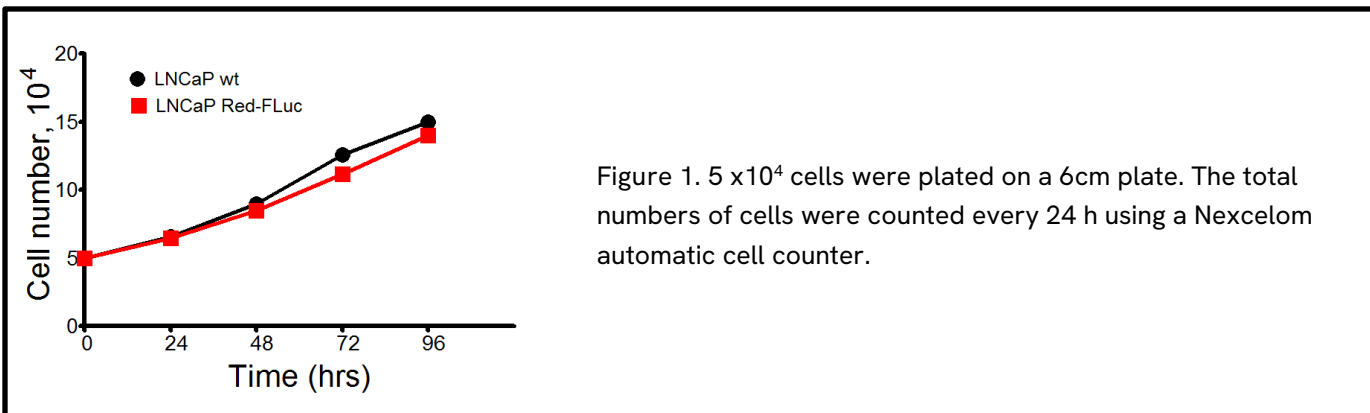 20
15
10
5
0
Cell number, 10⁴
LNCaP wt
LNCaP Red-FLuc
0 24 48 72 96
Time (hrs)
Figure 1. 5 x10⁴ cells were plated on a 6cm plate. The total
numbers of cells were counted every 24 h using a Nexcelom
automatic cell counter.